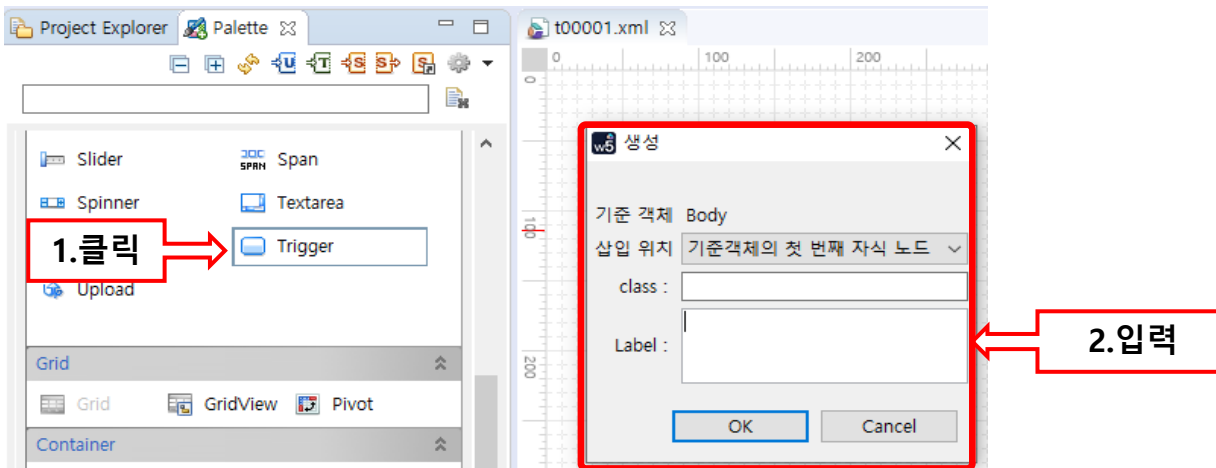 Project Explorer
Palette
t00001.xml
0
100
200
0
100
200
Slider
Span
Spinner
Textarea
1.클릭
Trigger
Upload
Grid
Grid
GridView
Pivot
Container
생성
기준 객체 Body
삽입 위치 기준객체의 첫 번째 자식 노드
class :
Label :
OK
Cancel
2.입력